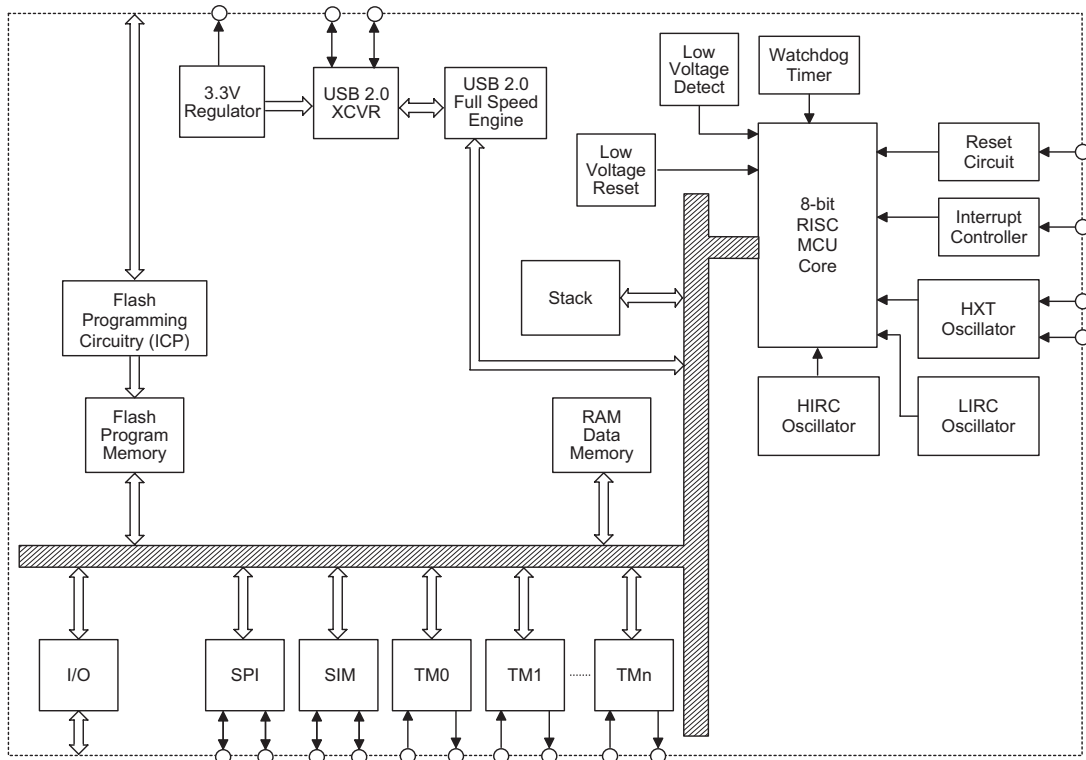 Low
Voltage
Detect
Watchdog
Timer
3.3V
Regulator
USB 2.0
XCVR
USB 2.0
Full Speed
Engine
Low
Voltage
Reset
8-bit
RISC
MCU
Core
Reset
Circuit
Interrupt
Controller
Stack
HXT
Oscillator
Flash
Programming
Circuitry (ICP)
HIRC
Oscillator
LIRC
Oscillator
Flash
Program
Memory
RAM
Data
Memory
I/O
SPI
SIM
TM0
TM1
TMn